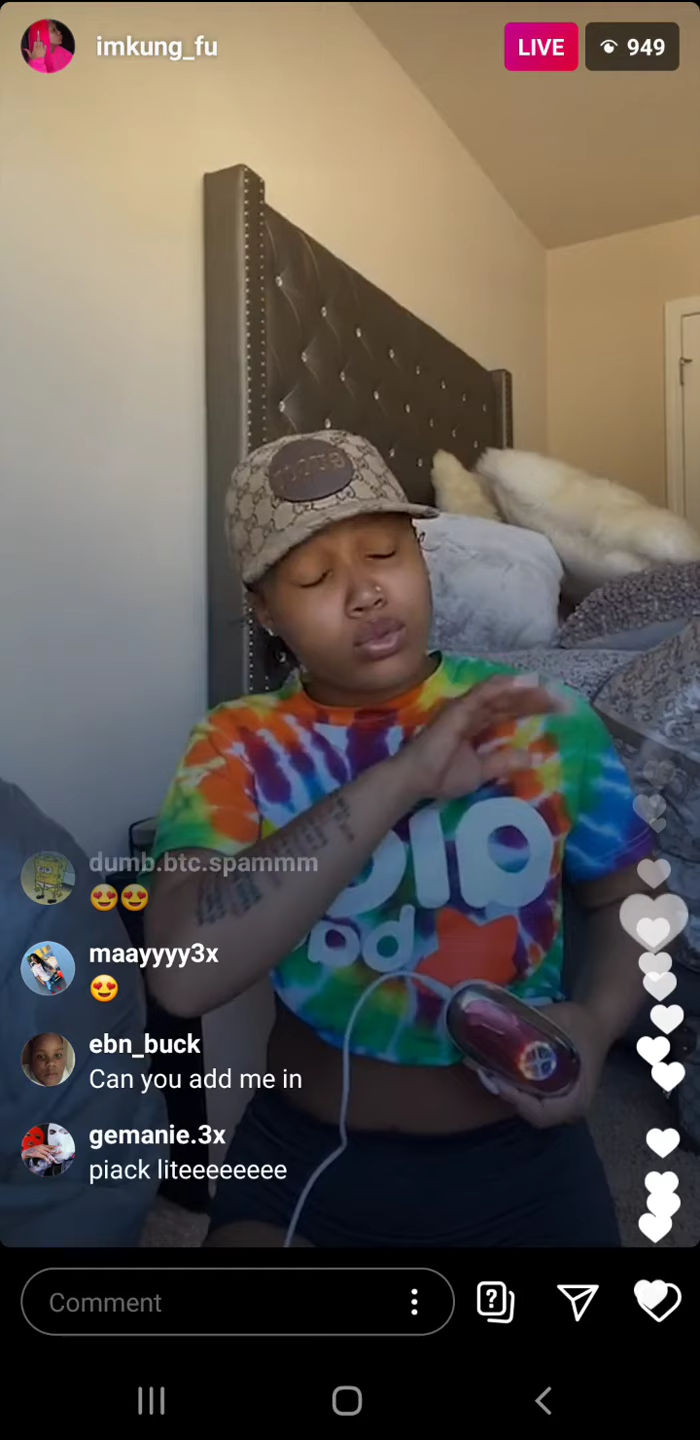 imkung_fu
LIVE
949
dumb.btc.spammm
😍😍
maayyyy3x
😍
ebn_buck
Can you add me in
gemanie.3x
piack liteeeeeeee
Comment